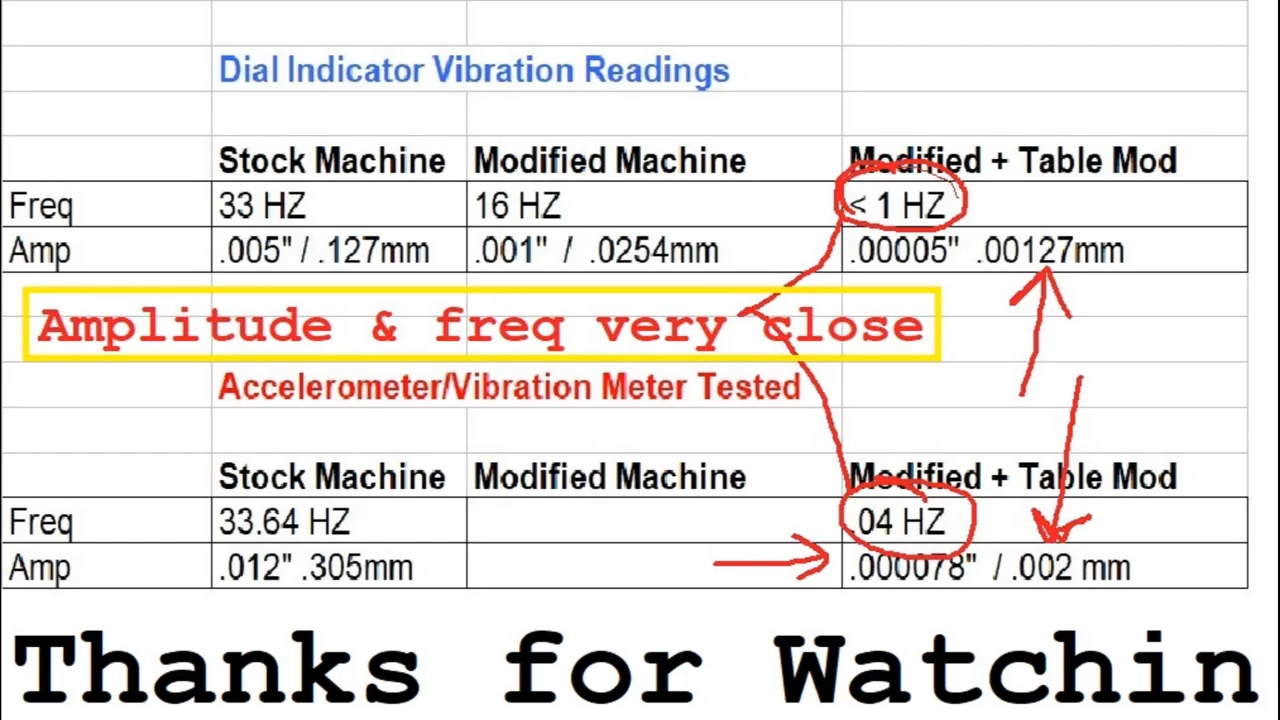 Dial Indicator Vibration Readings
Stock Machine Modified Machine Modified + Table Mod
Freq 33 HZ 16 HZ < 1 HZ
Amp .005" / .127mm .001" / .0254mm .00005" .00127mm
Amplitude & freq very close
Accelerometer/Vibration Meter Tested
Stock Machine Modified Machine Modified + Table Mod
Freq 33.64 HZ .04 HZ
Amp .012" .305mm .000078" / .002 mm
Thanks for Watchin